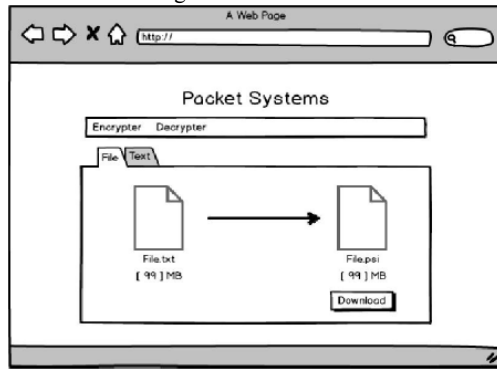 A Web Page
http://
Packet Systems
Encrypter Decrypter
File Text
File.txt File.psi
[ 99 ] MB [ 99 ] MB
Download